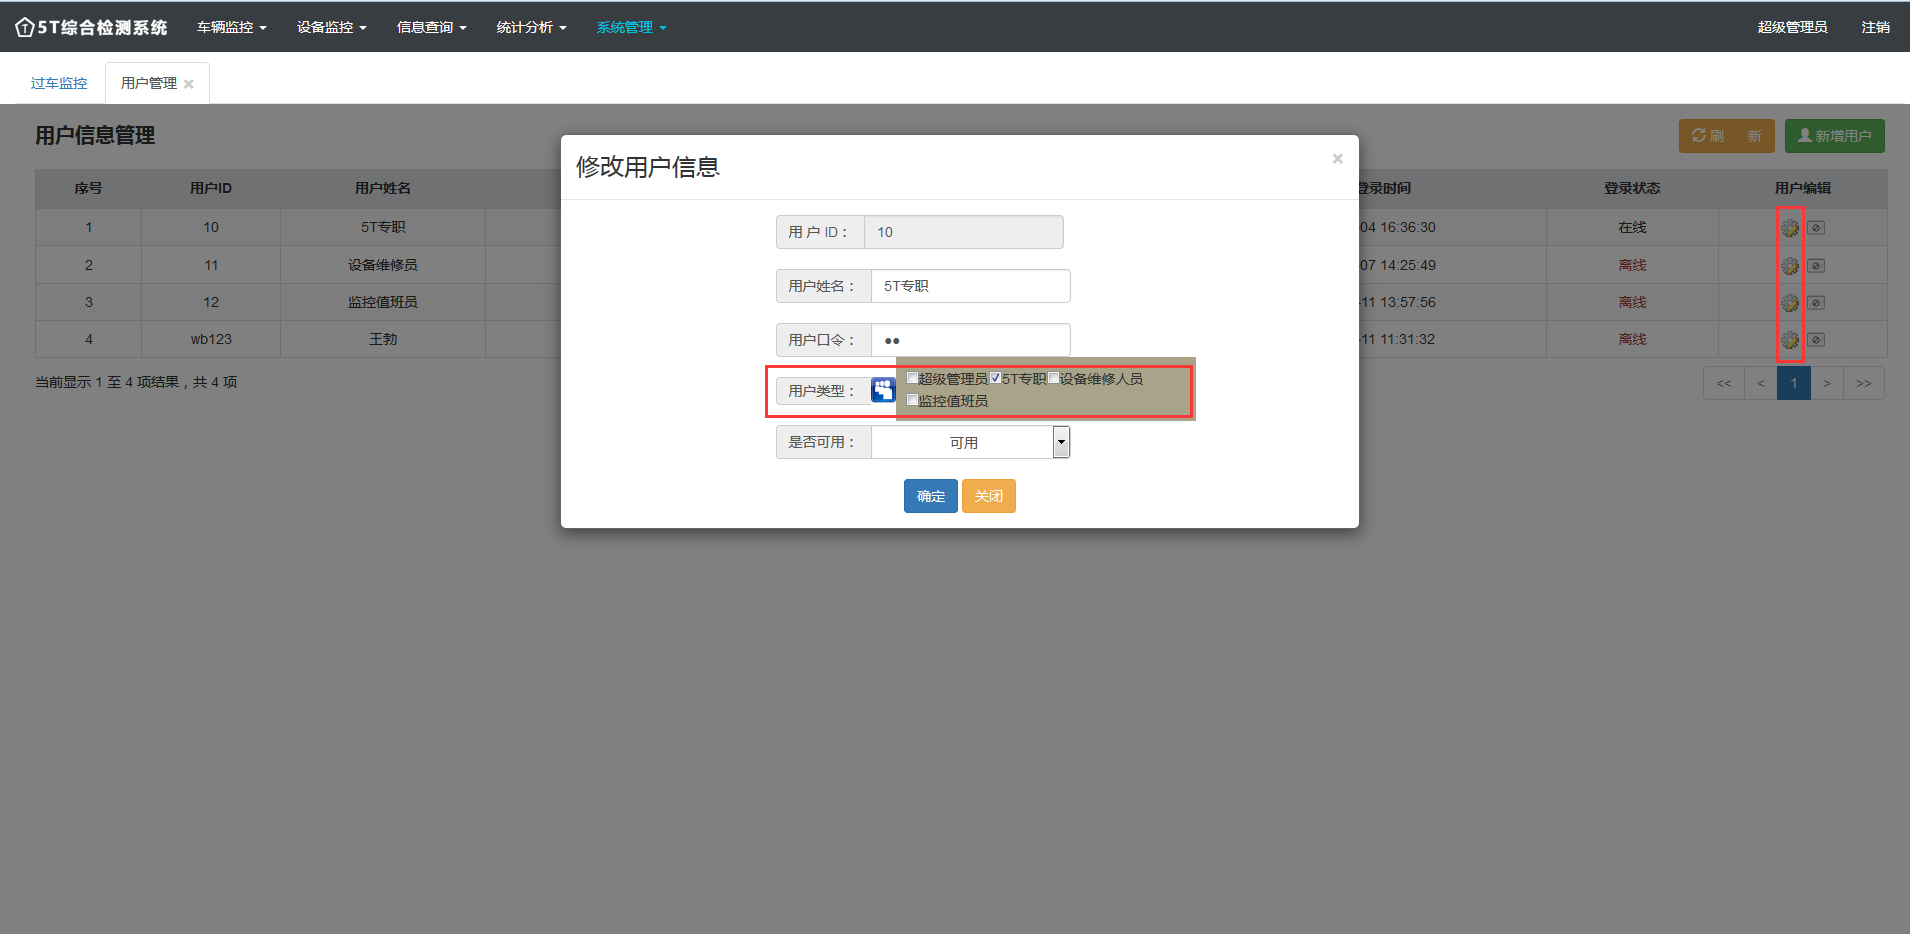 5T综合检测系统 车辆监控 设备监控 信息查询 统计分析 系统管理 超级管理员 注销
过车监控 用户管理 ×
用户信息管理 刷 新 新增用户
修改用户信息 ×
序号 用户ID 用户姓名 登录时间 登录状态 用户编辑
1 10 5T专职 04 16:36:30 在线
2 11 设备维修员 07 14:25:49 离线
3 12 监控值班员 -11 13:57:56 离线
4 wb123 王勃 -11 11:31:32 离线
当前显示 1 至 4 项结果，共 4 项 << < 1 > >>
用 户 ID： 10
用户姓名： 5T专职
用户口令： ●●
用户类型： 超级管理员 5T专职 设备维修人员
监控值班员
是否可用： 可用
确定 关闭